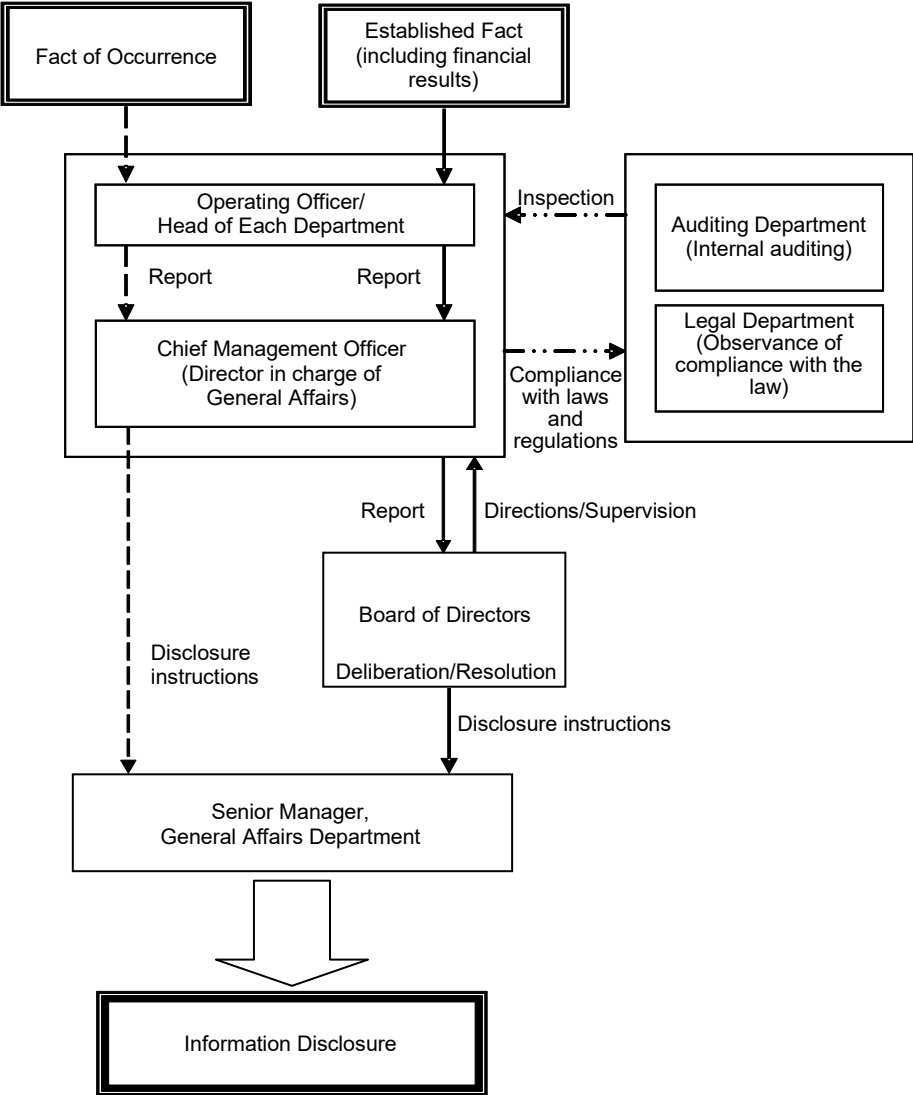 Fact of Occurrence
Established Fact
(including financial
results)
Operating Officer/
Head of Each Department
Inspection
Auditing Department
(Internal auditing)
Report
Report
Legal Department
(Observance of
compliance with the
law)
Chief Management Officer
(Director in charge of
General Affairs)
Compliance
with laws
and
regulations
Report
Directions/Supervision
Board of Directors
Deliberation/Resolution
Disclosure
instructions
Disclosure instructions
Senior Manager,
General Affairs Department
Information Disclosure